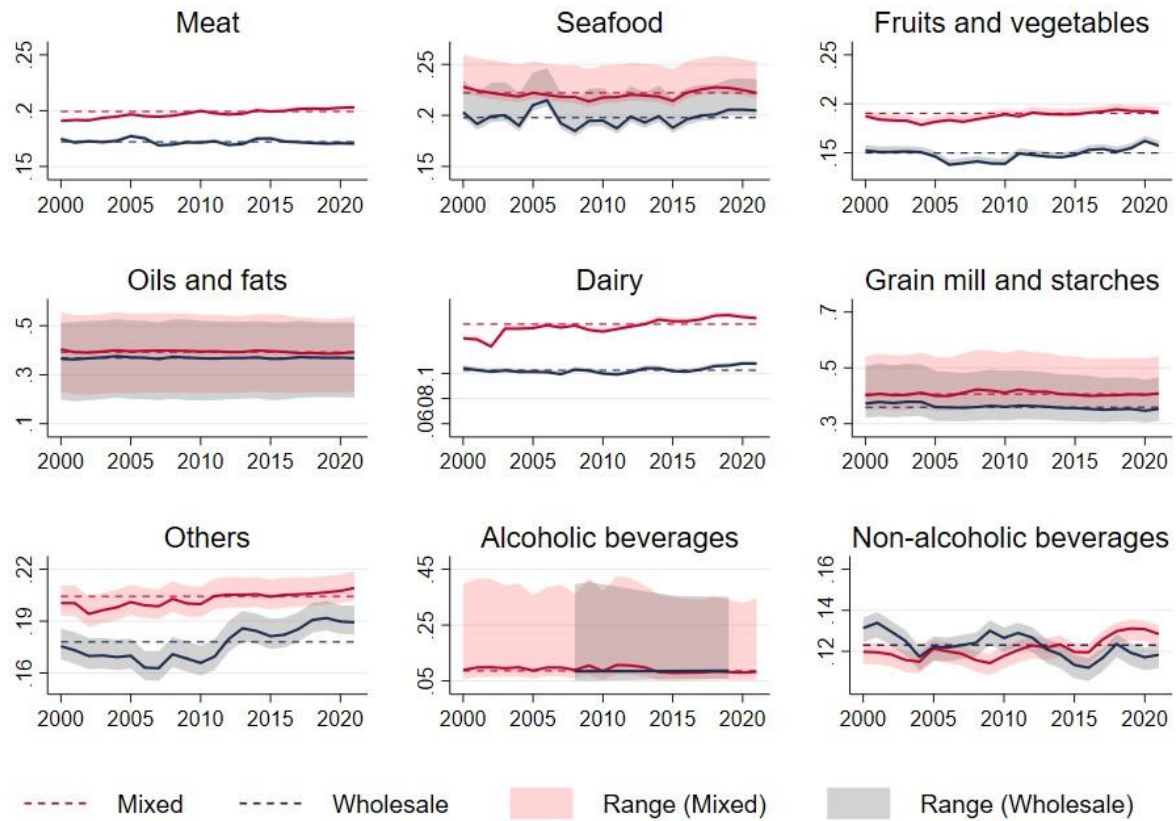 Meat
.25
.2
.15
2000 2005 2010 2015 2020
Seafood
.25
.2
.15
2000 2005 2010 2015 2020
Fruits and vegetables
.2
.15
2000 2005 2010 2015 2020
Oils and fats
.5
.3
.1
2000 2005 2010 2015 2020
Dairy
.0608.1
2000 2005 2010 2015 2020
Grain mill and starches
.7
.5
.3
2000 2005 2010 2015 2020
Others
.22
.19
.16
2000 2005 2010 2015 2020
Alcoholic beverages
.45
.25
.05
2000 2005 2010 2015 2020
Non-alcoholic beverages
.16
.14
.12
2000 2005 2010 2015 2020
Mixed Wholesale Range (Mixed) Range (Wholesale)